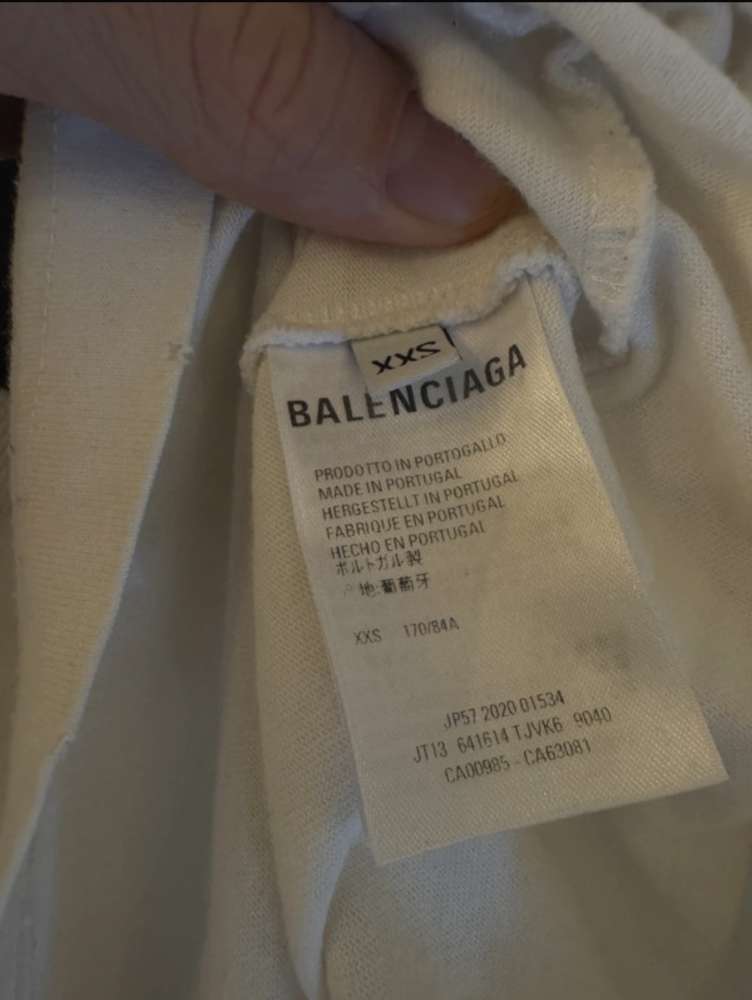 XXS
BALENCIAGA
PRODOTTO IN PORTOGALLO
MADE IN PORTUGAL
HERGESTELLT IN PORTUGAL
FABRIQUE EN PORTUGAL
HECHO EN PORTUGAL
ポルトガル製
地:葡萄牙
XXS 170/84A
JP57 2020 01534
JT13 641614 TJVK6 9040
CA00985 - CA63081